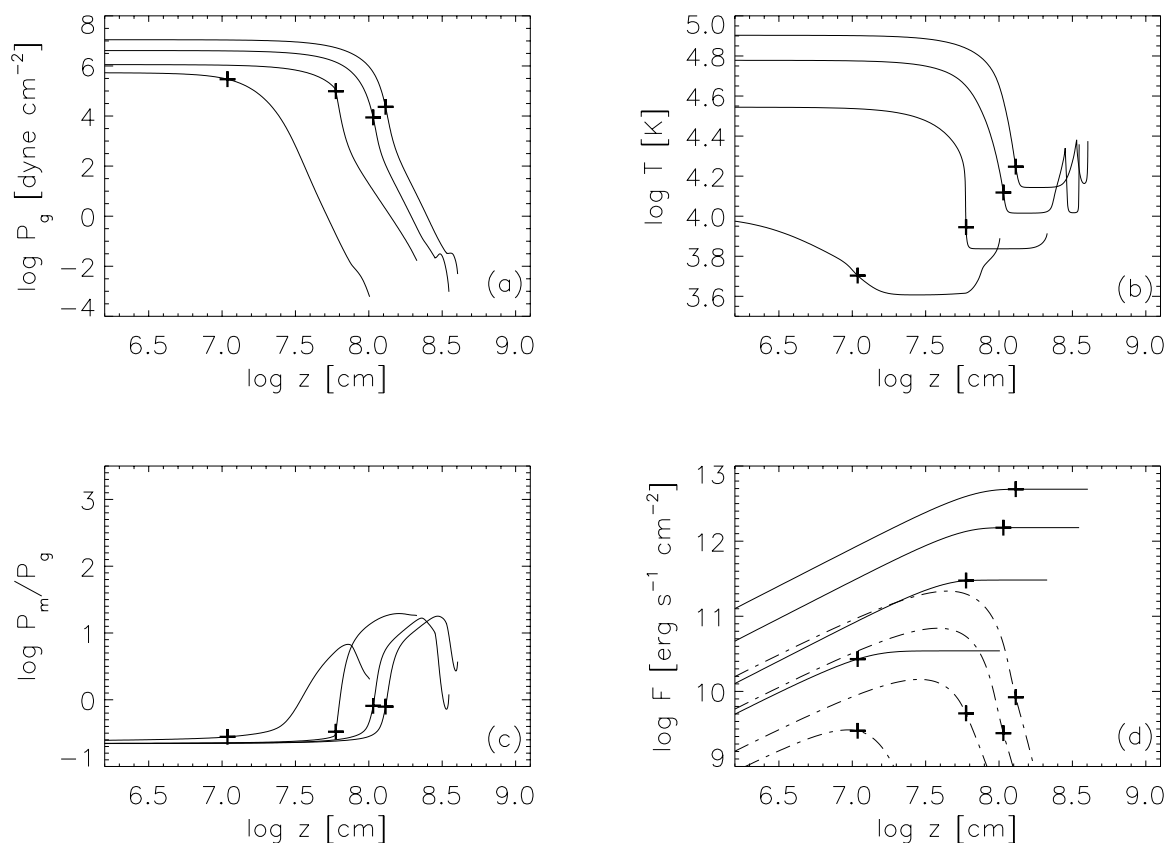 log P_g [dyne cm⁻²]
8
6
4
2
0
−2
−4
(a)
6.5 7.0 7.5 8.0 8.5 9.0
log z [cm]
log T [K]
5.0
4.8
4.6
4.4
4.2
4.0
3.8
3.6
(b)
6.5 7.0 7.5 8.0 8.5 9.0
log z [cm]
log P_m/P_g
3
2
1
0
−1
(c)
6.5 7.0 7.5 8.0 8.5 9.0
log z [cm]
log F [erg s⁻¹ cm⁻²]
13
12
11
10
9
(d)
6.5 7.0 7.5 8.0 8.5 9.0
log z [cm]